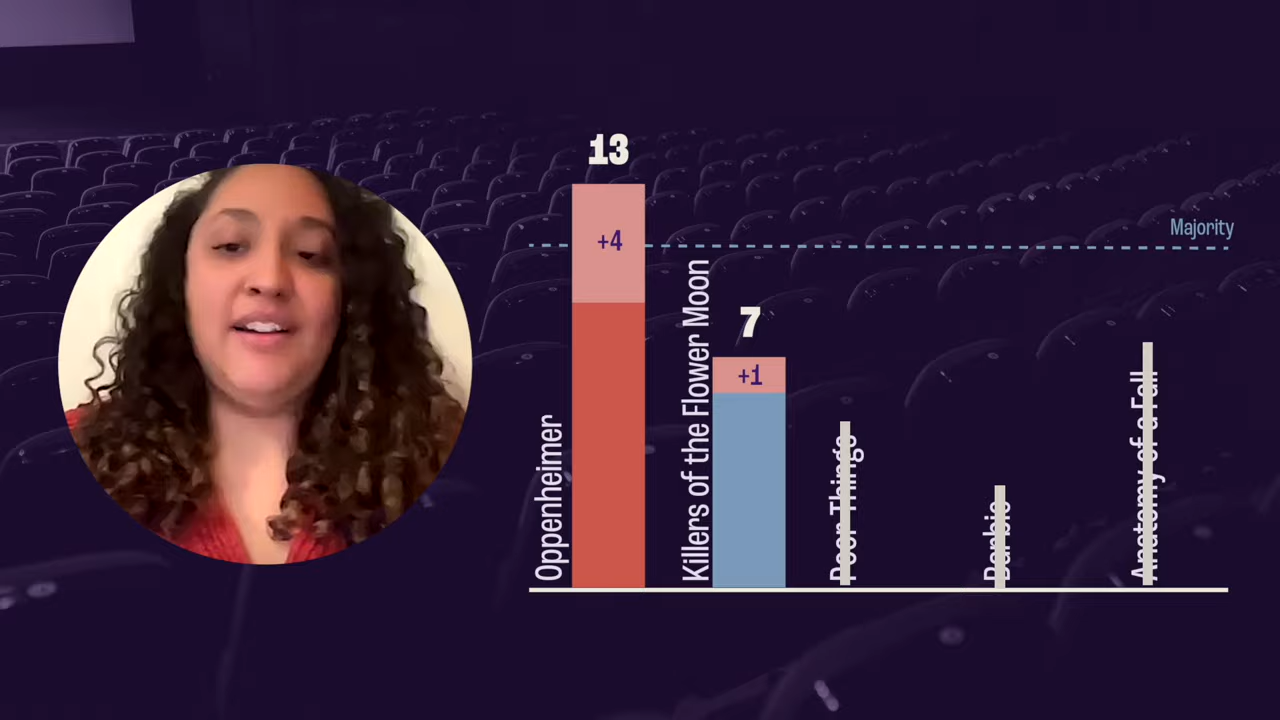 13
+4
Majority
Oppenheimer
Killers of the Flower Moon
7
+1
Poor Things
Barbie
Anatomy of a Fall